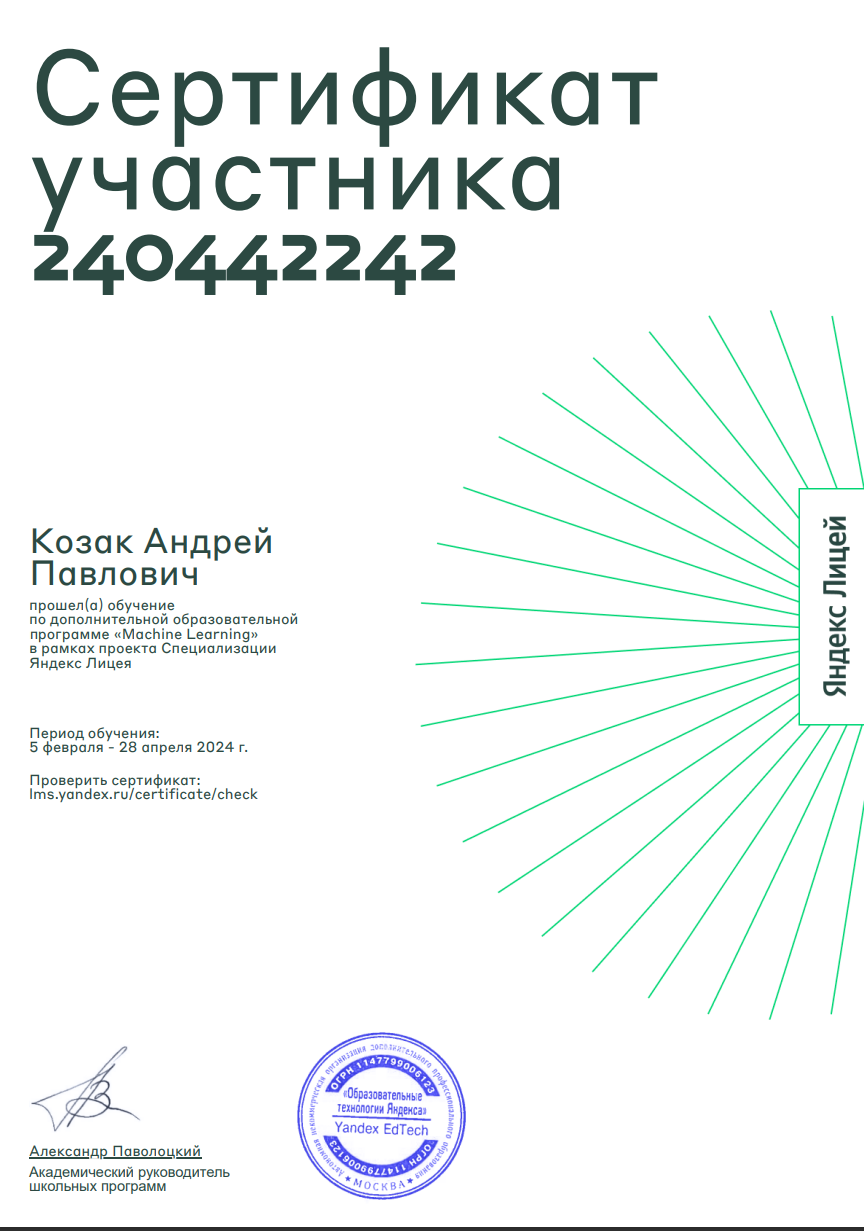 Сертификат
участника
240442242
Яндекс Лицей
Козак Андрей
Павлович
прошел(а) обучение
по дополнительной образовательной
программе «Machine Learning»
в рамках проекта Специализации
Яндекс Лицея
Период обучения:
5 февраля - 28 апреля 2024 г.
Проверить сертификат:
lms.yandex.ru/certificate/check
Александр Паволоцкий
Академический руководитель
школьных программ
Автономная некоммерческая организация дополнительного профессионального образования
ОГРН 1147799006123
«Образовательные
технологии Яндекса»
Yandex EdTech
ОГРН 1147799006123
★ МОСКВА ★